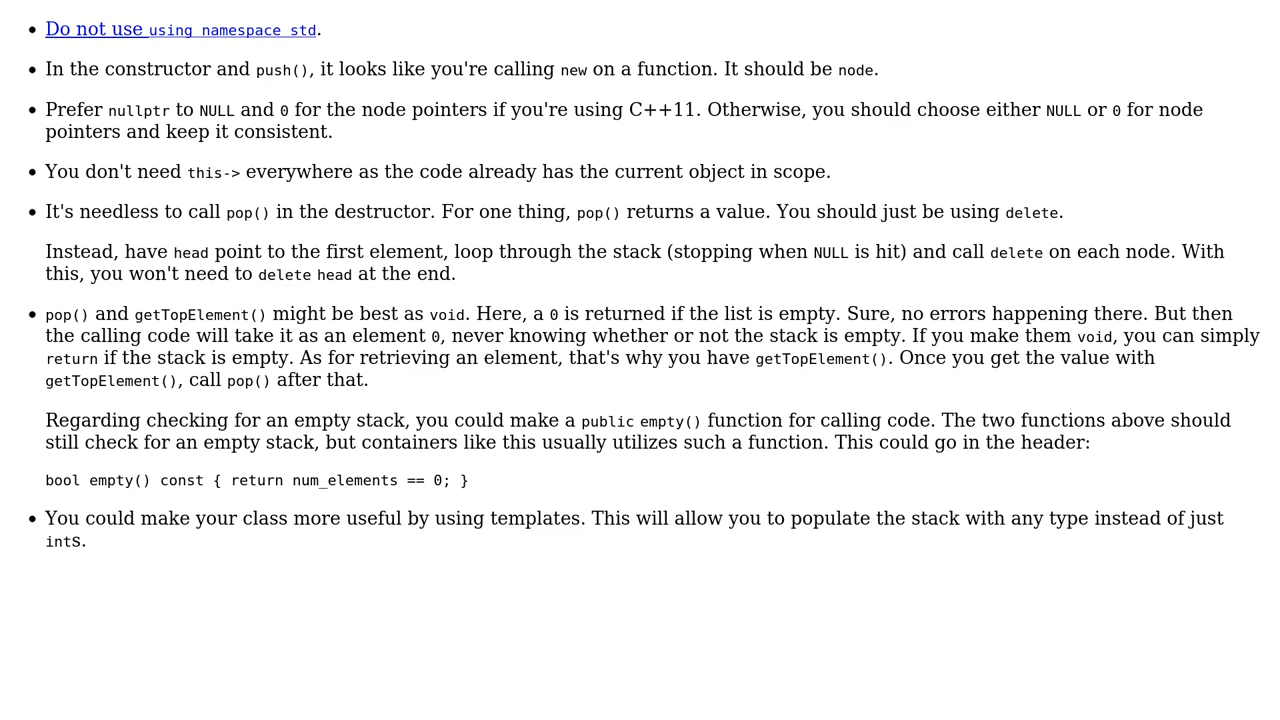 Do not use using namespace std.
In the constructor and push(), it looks like you're calling new on a function. It should be node.
Prefer nullptr to NULL and 0 for the node pointers if you're using C++11. Otherwise, you should choose either NULL or 0 for node
pointers and keep it consistent.
You don't need this-> everywhere as the code already has the current object in scope.
It's needless to call pop() in the destructor. For one thing, pop() returns a value. You should just be using delete.
Instead, have head point to the first element, loop through the stack (stopping when NULL is hit) and call delete on each node. With
this, you won't need to delete head at the end.
pop() and getTopElement() might be best as void. Here, a 0 is returned if the list is empty. Sure, no errors happening there. But then
the calling code will take it as an element 0, never knowing whether or not the stack is empty. If you make them void, you can simply
return if the stack is empty. As for retrieving an element, that's why you have getTopElement(). Once you get the value with
getTopElement(), call pop() after that.
Regarding checking for an empty stack, you could make a public empty() function for calling code. The two functions above should
still check for an empty stack, but containers like this usually utilizes such a function. This could go in the header:
bool empty() const { return num_elements == 0; }
You could make your class more useful by using templates. This will allow you to populate the stack with any type instead of just
ints.